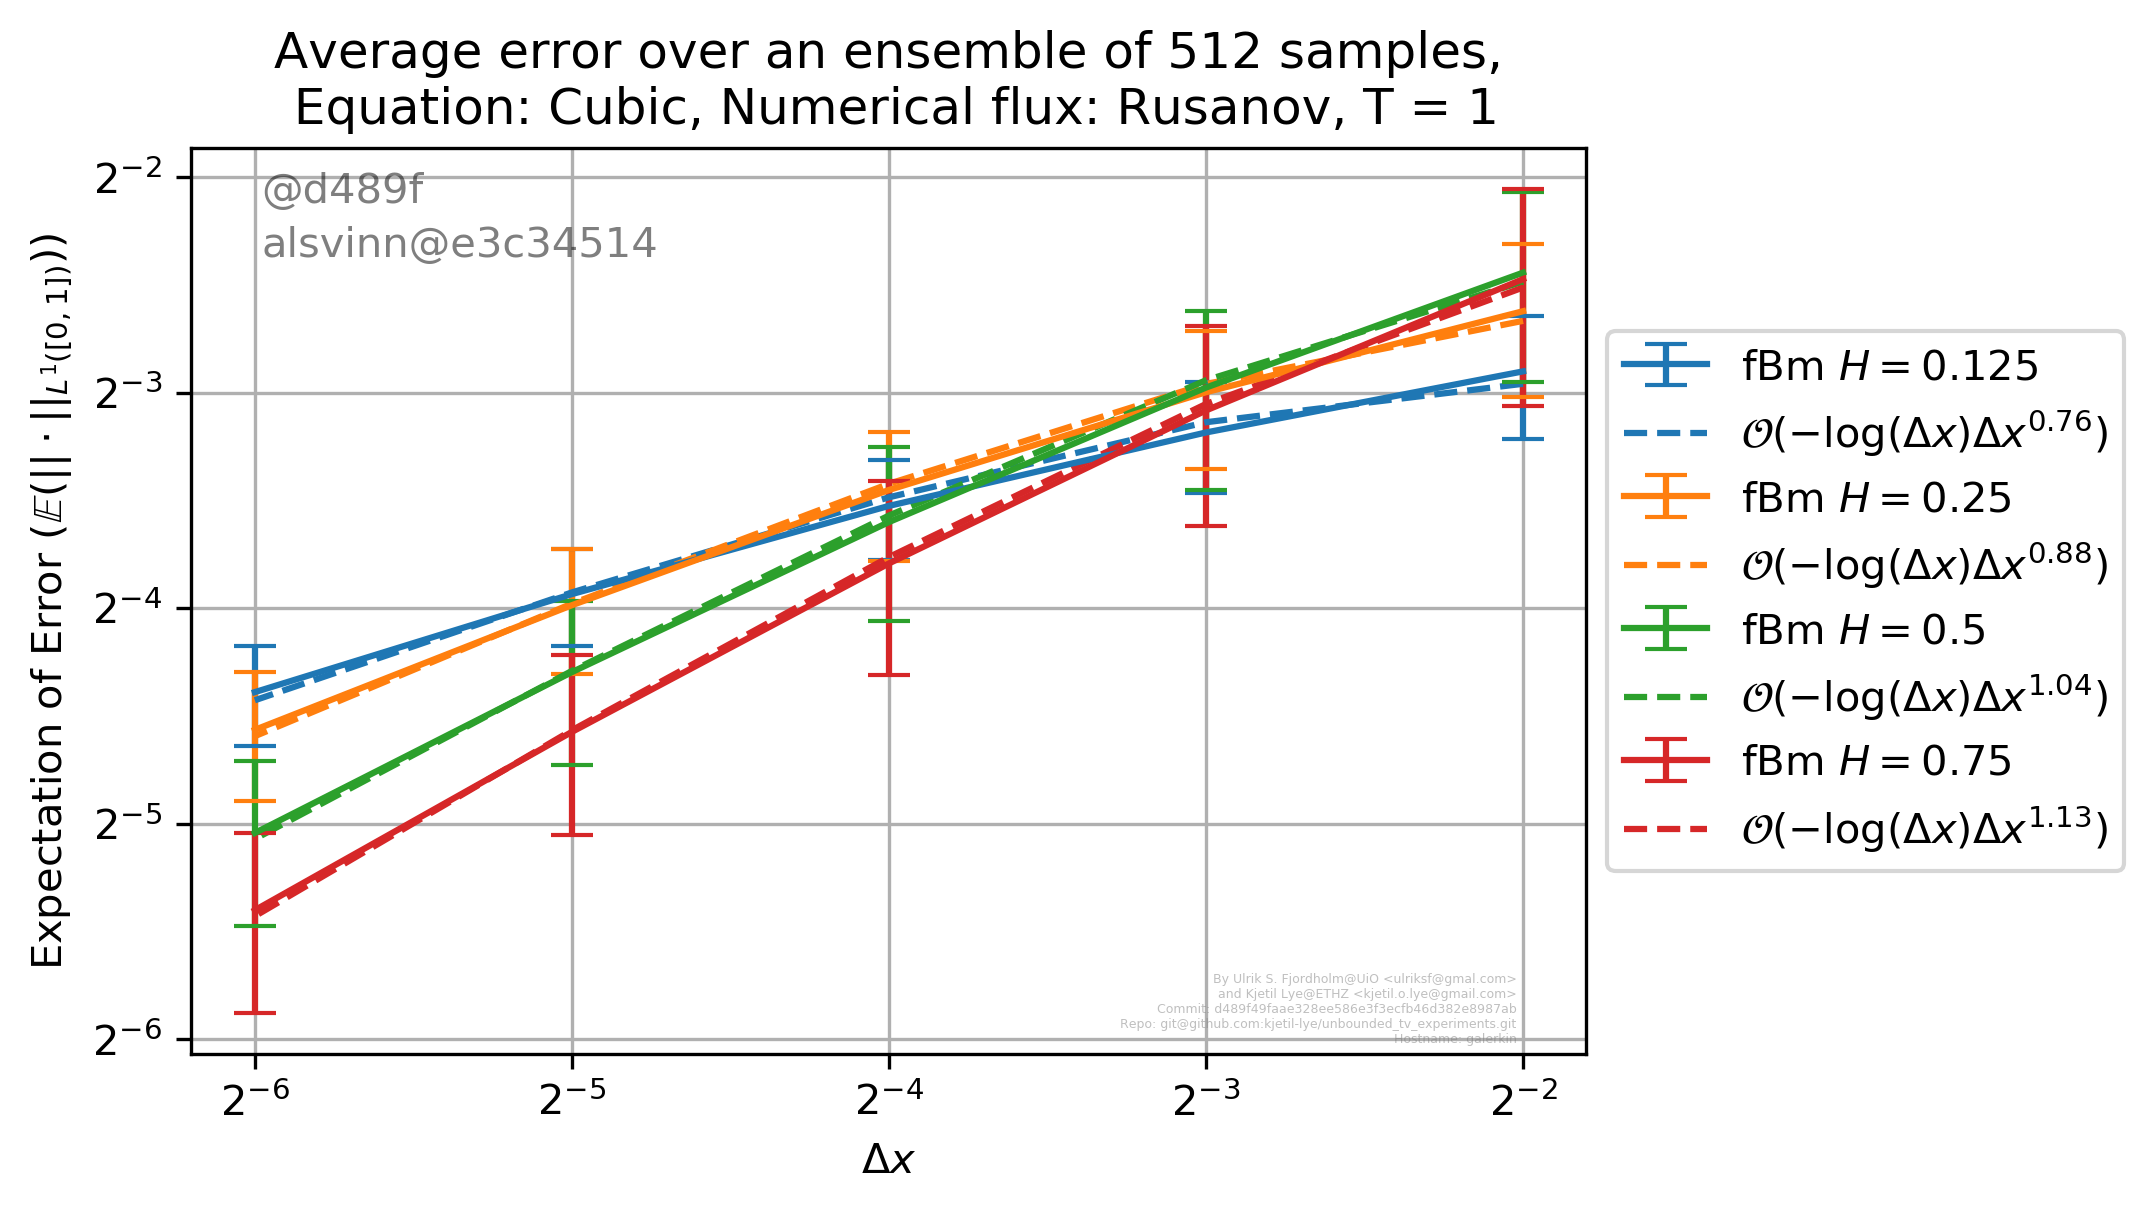 Average error over an ensemble of 512 samples,
Equation: Cubic, Numerical flux: Rusanov, T = 1
@d489f
alsvinn@e3c34514
Expectation of Error (𝔼(||·||_{L^1([0,1])}))
2^{-2}
2^{-3}
2^{-4}
2^{-5}
2^{-6}
2^{-6}
2^{-5}
2^{-4}
2^{-3}
2^{-2}
Δx
fBm H = 0.125
𝒪(−log(Δx)Δx^{0.76})
fBm H = 0.25
𝒪(−log(Δx)Δx^{0.88})
fBm H = 0.5
𝒪(−log(Δx)Δx^{1.04})
fBm H = 0.75
𝒪(−log(Δx)Δx^{1.13})
By Ulrik S. Fjordholm@UiO <ulriksf@gmal.com>
and Kjetil Lye@ETHZ <kjetil.o.lye@gmail.com>
Commit: d489f49faae328ee586e3f3ecfb46d382e8987ab
Repo: git@github.com:kjetil-lye/unbounded_tv_experiments.git
Hostname: galerkin